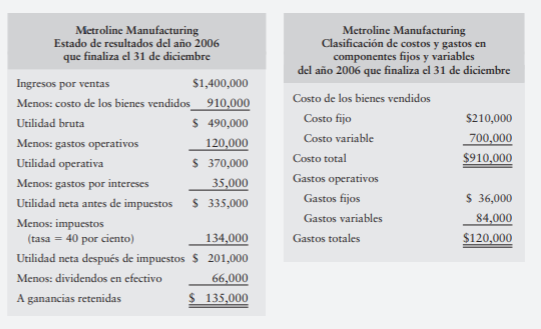 Metroline Manufacturing
Estado de resultados del año 2006
que finaliza el 31 de diciembre
Ingresos por ventas $1,400,000
Menos: costo de los bienes vendidos 910,000
Utilidad bruta $ 490,000
Menos: gastos operativos 120,000
Utilidad operativa $ 370,000
Menos: gastos por intereses 35,000
Utilidad neta antes de impuestos $ 335,000
Menos: impuestos
(tasa = 40 por ciento) 134,000
Utilidad neta después de impuestos $ 201,000
Menos: dividendos en efectivo 66,000
A ganancias retenidas $ 135,000
Metroline Manufacturing
Clasificación de costos y gastos en
componentes fijos y variables
del año 2006 que finaliza el 31 de diciembre
Costo de los bienes vendidos
Costo fijo $210,000
Costo variable 700,000
Costo total $910,000
Gastos operativos
Gastos fijos $ 36,000
Gastos variables 84,000
Gastos totales $120,000